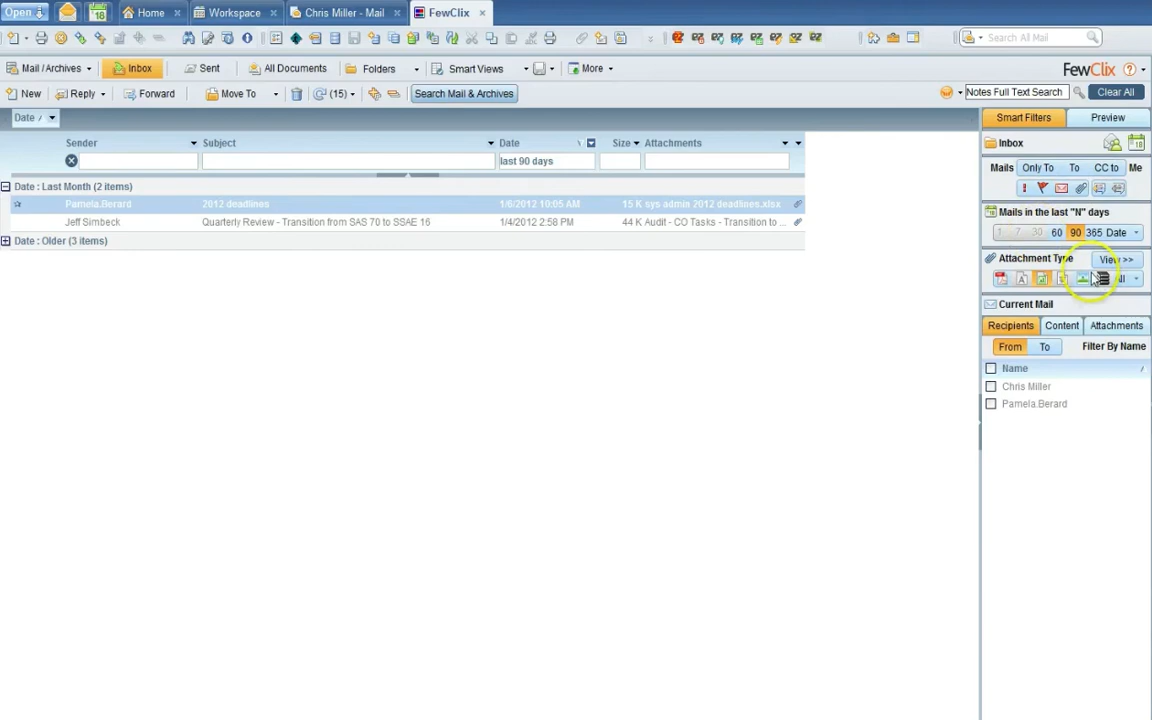 Open
18
Home
Workspace
Chris Miller - Mail
FewClix
Search All Mail
Mail /Archives
Inbox
Sent
All Documents
Folders
Smart Views
More
FewClix
New
Reply
Forward
Move To
(15)
Search Mail & Archives
Notes Full Text Search
Clear All
Date /
Smart Filters
Preview
Sender
Subject
Date
Size
Attachments
Inbox
18
last 90 days
Mails
Only To
To
CC to
Me
Date : Last Month (2 items)
Pamela.Berard
2012 deadlines
1/6/2012 10:05 AM
15 K
sys admin 2012 deadlines.xlsx
Jeff Simbeck
Quarterly Review - Transition from SAS 70 to SSAE 16
1/4/2012 2:58 PM
44 K
Audit - CO Tasks - Transition to ...
Date : Older (3 items)
Mails in the last "N" days
1 7 30 60 90 365 Date
Attachment Type
View >>
Current Mail
Recipients
Content
Attachments
From
To
Filter By Name
Name
Chris Miller
Pamela.Berard